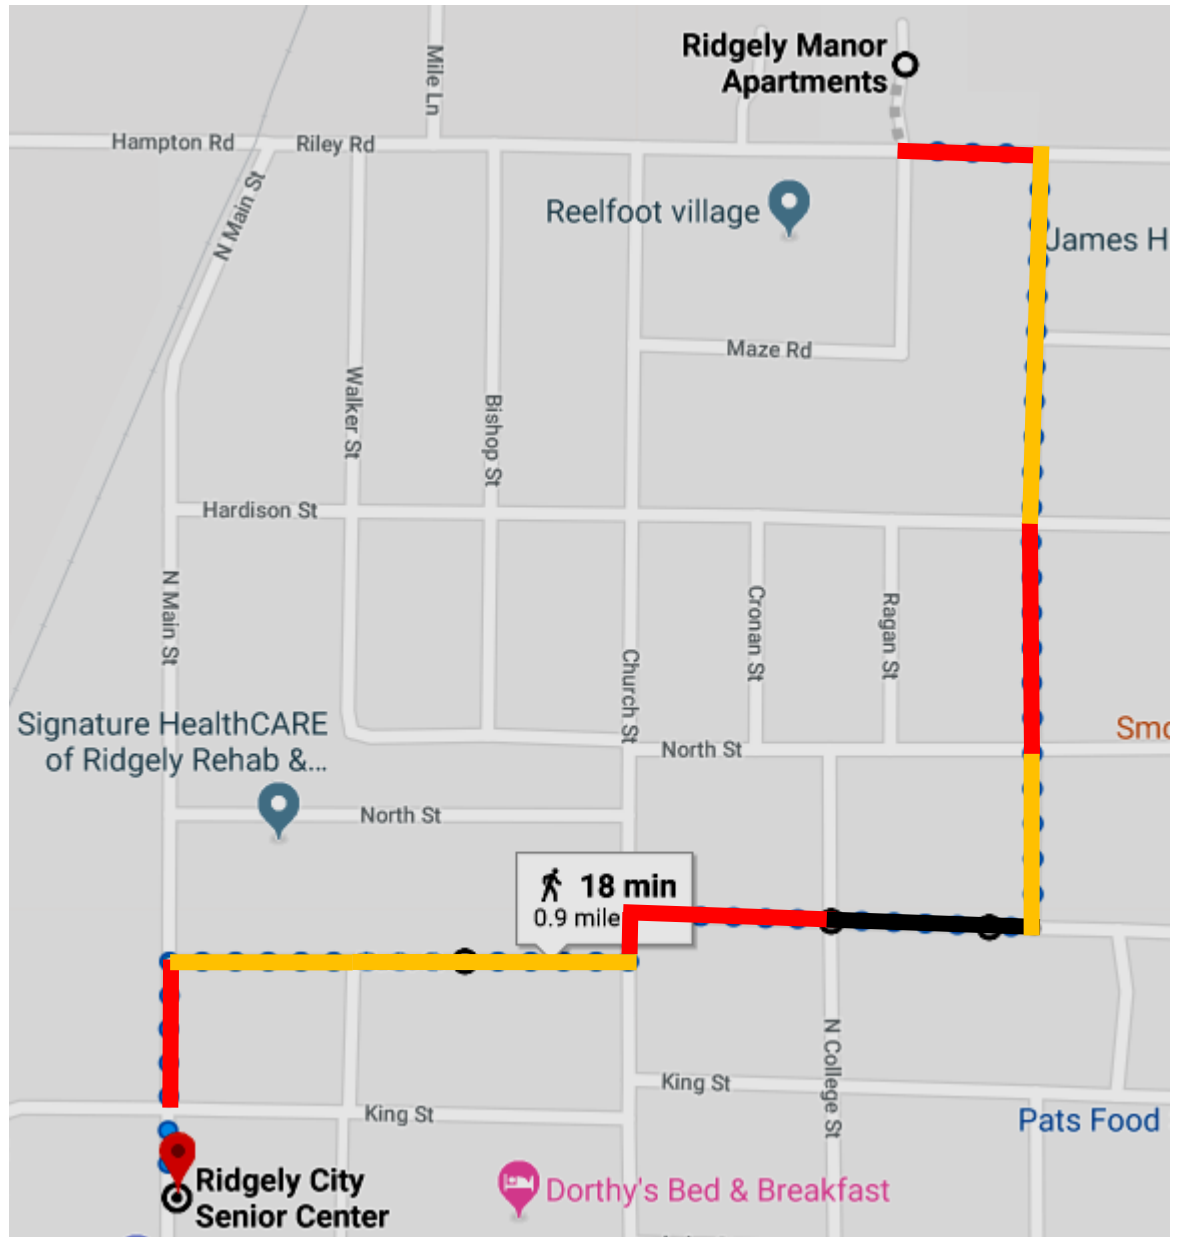 Ridgely Manor
Apartments
Mile Ln
Hampton Rd
Riley Rd
N Main St
Reelfoot village
James H
Maze Rd
Walker St
Bishop St
Hardison St
N Main St
Cronan St
Ragan St
Church St
Signature HealthCARE
of Ridgely Rehab &...
North St
Smo
North St
18 min
0.9 mile
N College St
King St
King St
Pats Food
Ridgely City
Senior Center
Dorthy's Bed & Breakfast